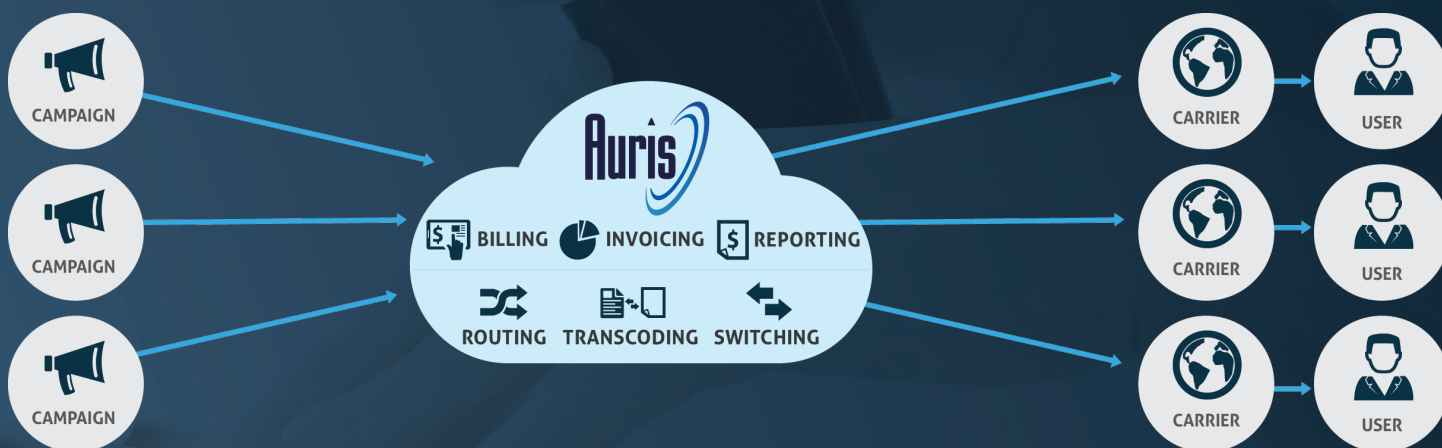 CAMPAIGN
CAMPAIGN
CAMPAIGN
Auris
BILLING INVOICING REPORTING
ROUTING TRANSCODING SWITCHING
CARRIER USER
CARRIER USER
CARRIER USER